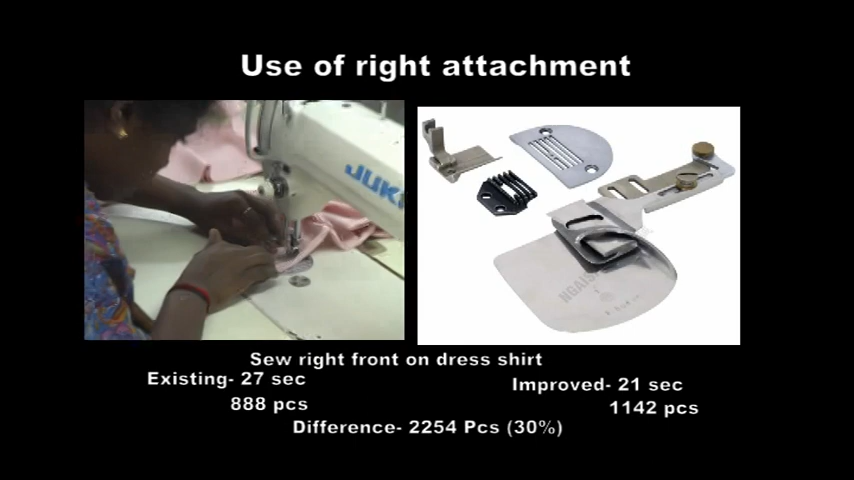 Use of right attachment
JUKI
NGAIS
Sew right front on dress shirt
Existing- 27 sec
888 pcs
Improved- 21 sec
1142 pcs
Difference- 2254 Pcs (30%)